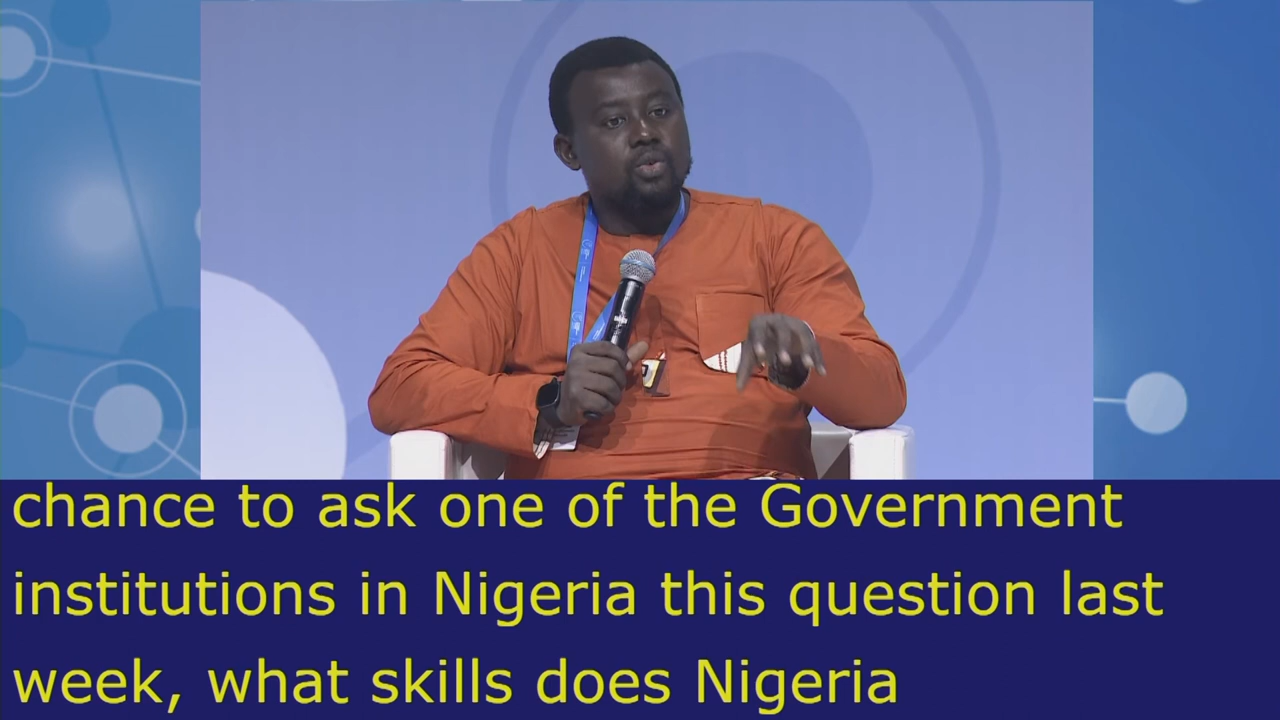 chance to ask one of the Government
institutions in Nigeria this question last
week, what skills does Nigeria